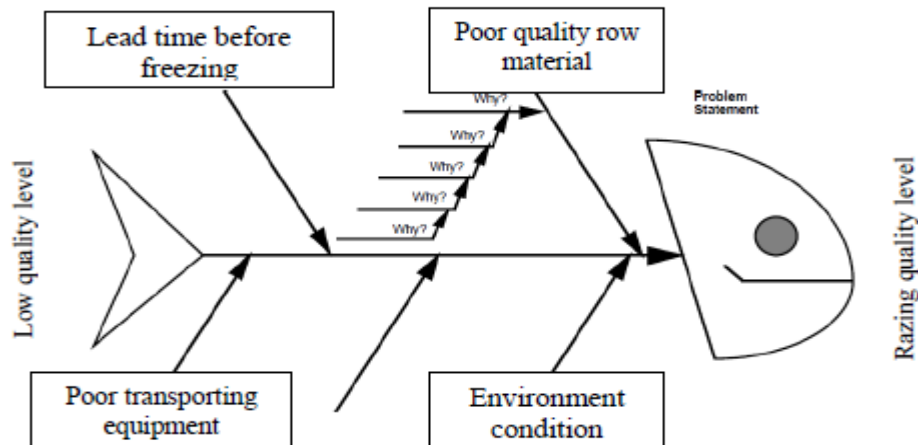 Lead time before
freezing
Poor quality row
material
Problem
Statement
Why?
Why?
Why?
Why?
Why?
Low quality level
Razing quality level
Poor transporting
equipment
Environment
condition